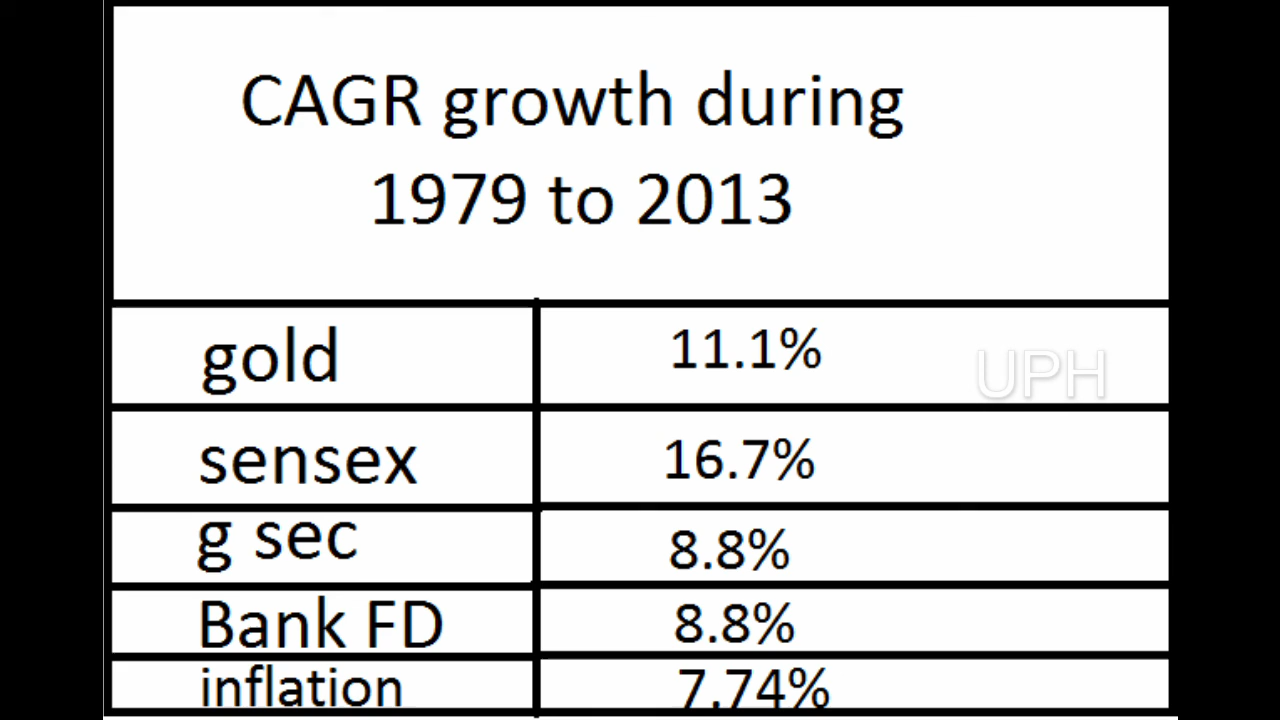 CAGR growth during
1979 to 2013
gold 11.1%
UPH
sensex 16.7%
g sec 8.8%
Bank FD 8.8%
inflation 7.74%